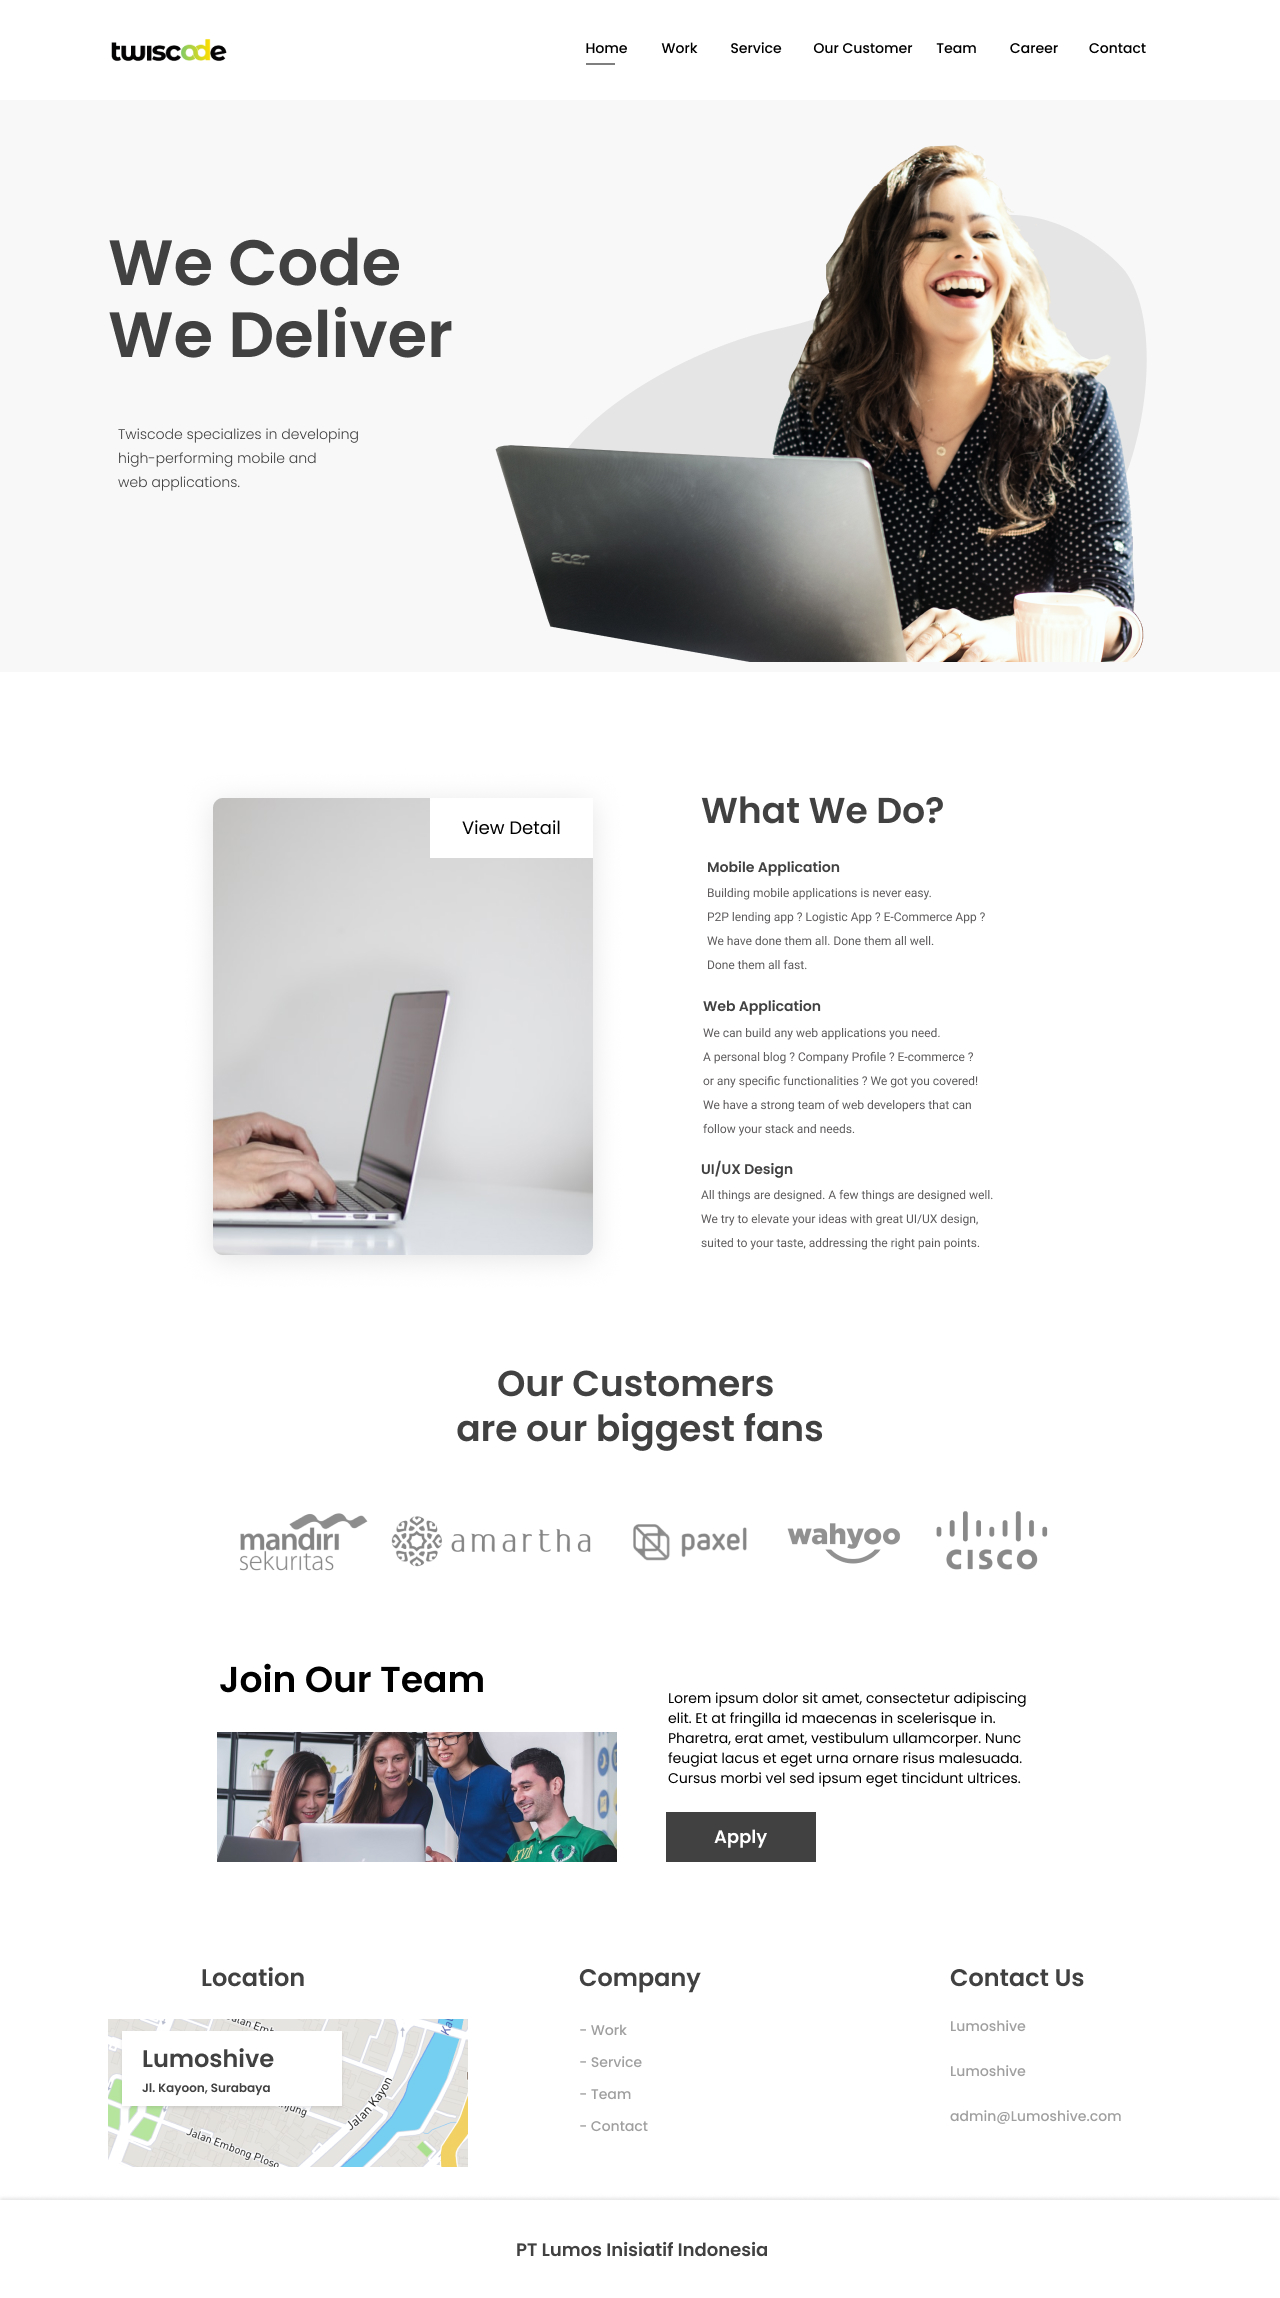 twiscode
Home Work Service Our Customer Team Career Contact
We Code
We Deliver
Twiscode specializes in developing
high-performing mobile and
web applications.
acer
View Detail
What We Do?
Mobile Application
Building mobile applications is never easy.
P2P lending app ? Logistic App ? E-Commerce App ?
We have done them all. Done them all well.
Done them all fast.
Web Application
We can build any web applications you need.
A personal blog ? Company Profile ? E-commerce ?
or any specific functionalities ? We got you covered!
We have a strong team of web developers that can
follow your stack and needs.
UI/UX Design
All things are designed. A few things are designed well.
We try to elevate your ideas with great UI/UX design,
suited to your taste, addressing the right pain points.
Our Customers
are our biggest fans
mandiri
sekuritas
amartha
paxel
wahyoo
CISCO
Join Our Team
Lorem ipsum dolor sit amet, consectetur adipiscing
elit. Et at fringilla id maecenas in scelerisque in.
Pharetra, erat amet, vestibulum ullamcorper. Nunc
feugiat lacus et eget urna ornare risus malesuada.
Cursus morbi vel sed ipsum eget tincidunt ultrices.
Apply
Location
Lumoshive
Jl. Kayoon, Surabaya
Jalan Kayon
Jalan Embong Ploso
Company
- Work
- Service
- Team
- Contact
Contact Us
Lumoshive
Lumoshive
admin@Lumoshive.com
PT Lumos Inisiatif Indonesia